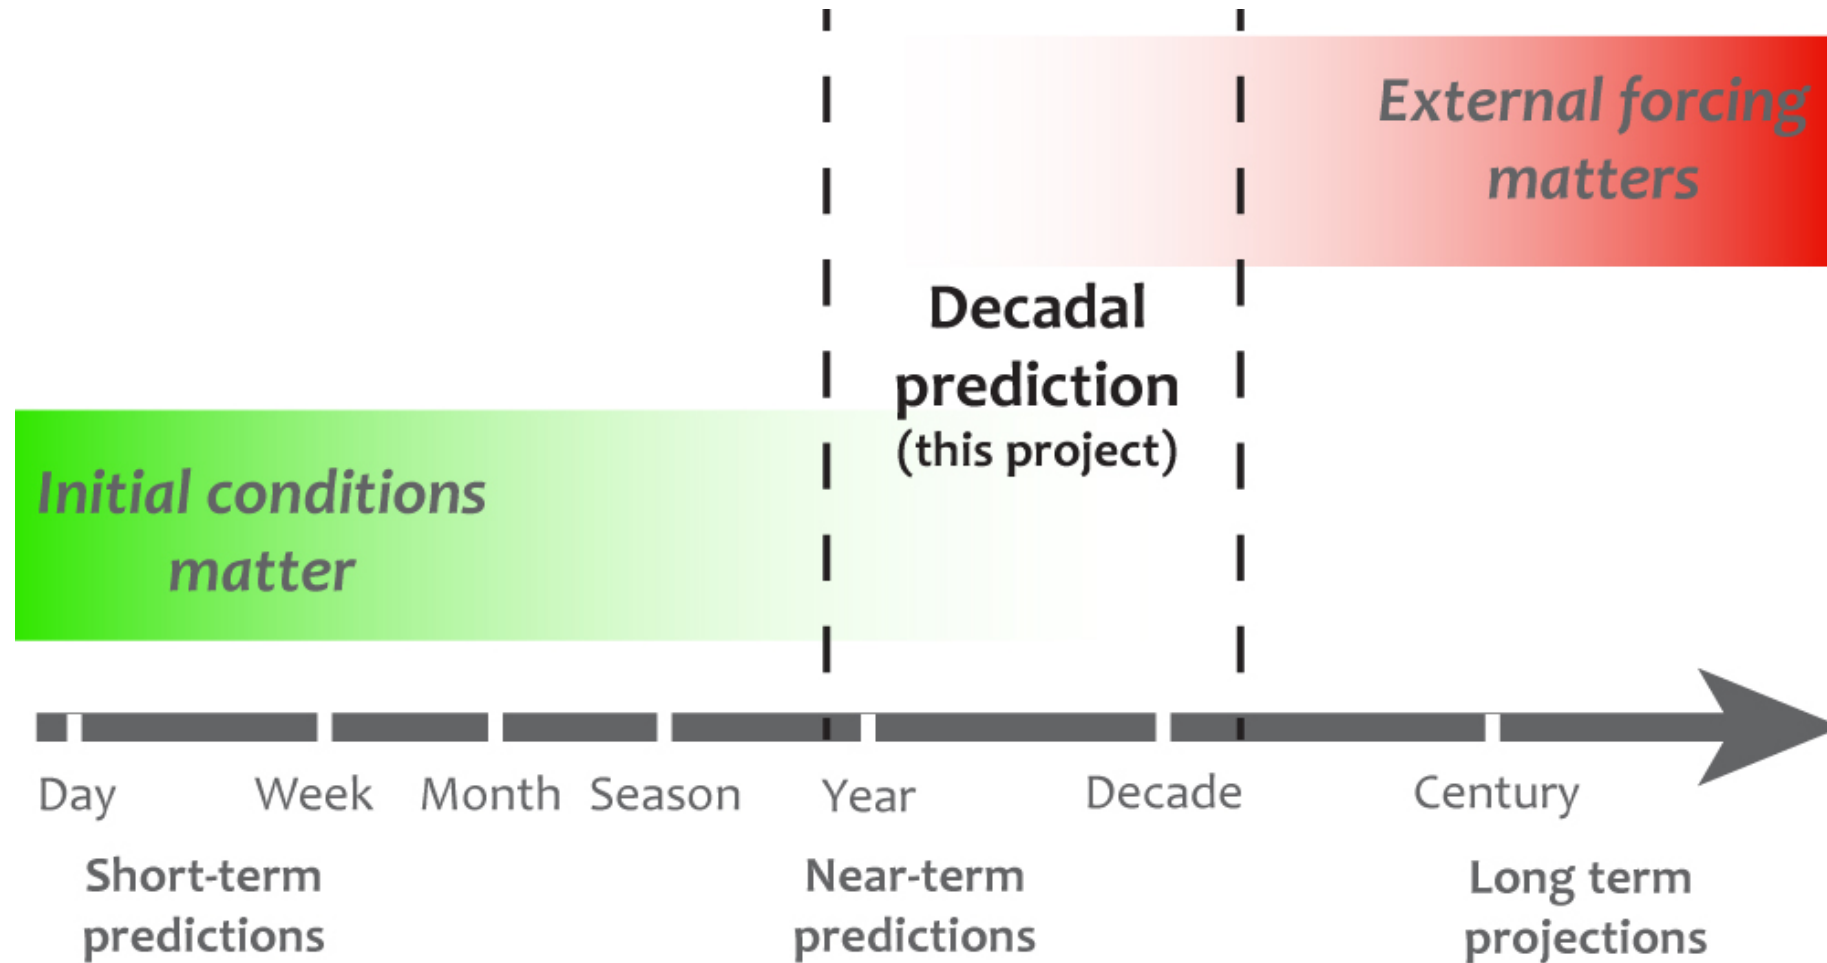 External forcing
matters
Decadal
prediction
(this project)
Initial conditions
matter
Day Week Month Season Year Decade Century
Short-term
predictions
Near-term
predictions
Long term
projections